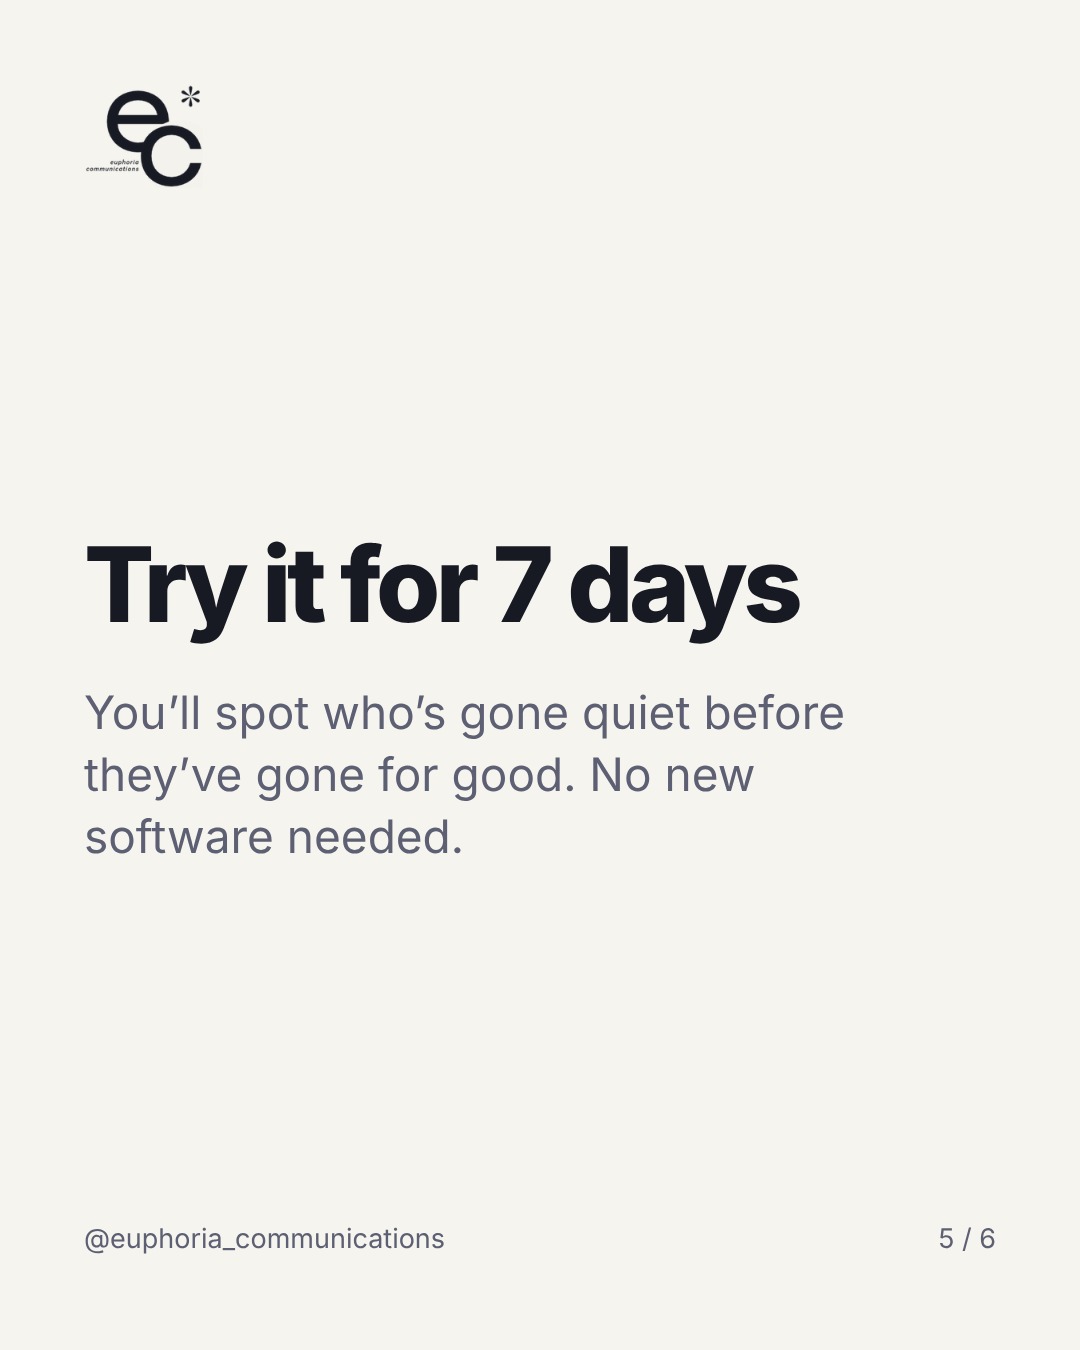 ec*
euphoria
communications
Try it for 7 days
You’ll spot who’s gone quiet before
they’ve gone for good. No new
software needed.
@euphoria_communications
5 / 6